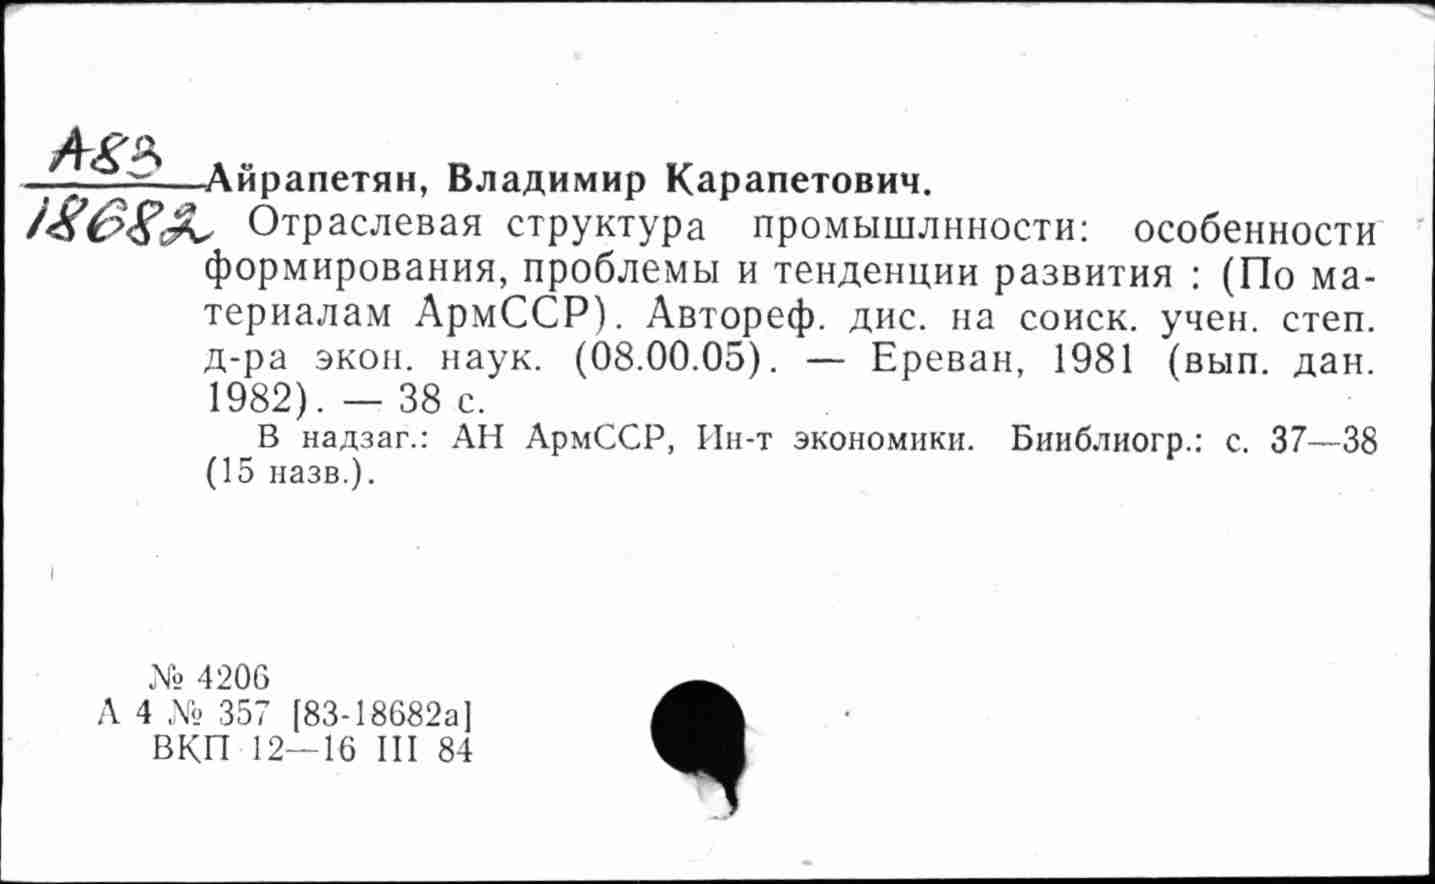 А83
Айрапетян, Владимир Карапетович.
18682
Отраслевая структура промышлнности: особенности
формирования, проблемы и тенденции развития : (По ма-
териалам АрмССР). Автореф. дис. на соиск. учен. степ.
д-ра экон. наук. (08.00.05). — Ереван, 1981 (вып. дан.
1982). — 38 с.
В надзаг.: АН АрмССР, Ин-т экономики. Бииблиогр.: с. 37—38
(15 назв.).
№ 4206
А 4 № 357 [83-18682а]
ВКП 12—16 III 84